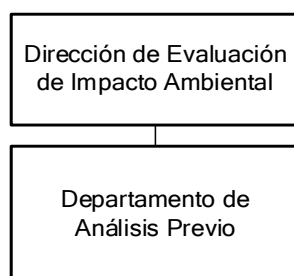 Dirección de Evaluación
de Impacto Ambiental
Departamento de
Análisis Previo